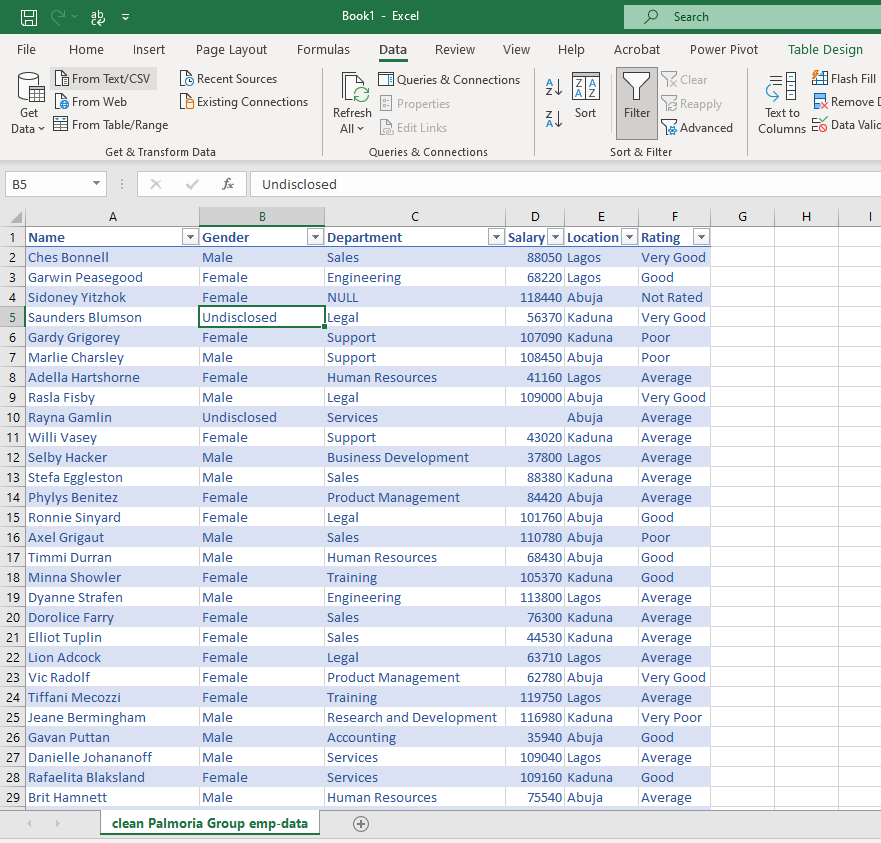 Book1 - Excel
Search
File Home Insert Page Layout Formulas Data Review View Help Acrobat Power Pivot Table Design
Get Data
From Text/CSV
From Web
From Table/Range
Recent Sources
Existing Connections
Get & Transform Data
Refresh All
Queries & Connections
Properties
Edit Links
Queries & Connections
Sort
Filter
Clear
Reapply
Advanced
Sort & Filter
Text to Columns
Flash Fill
Remove D
Data Valid
B5 fx Undisclosed
A B C D E F G H I
1 Name Gender Department Salary Location Rating
2 Ches Bonnell Male Sales 88050 Lagos Very Good
3 Garwin Peasegood Female Engineering 68220 Lagos Good
4 Sidoney Yitzhok Female NULL 118440 Abuja Not Rated
5 Saunders Blumson Undisclosed Legal 56370 Kaduna Very Good
6 Gardy Grigorey Female Support 107090 Kaduna Poor
7 Marlie Charsley Male Support 108450 Abuja Poor
8 Adella Hartshorne Female Human Resources 41160 Lagos Average
9 Rasla Fisby Male Legal 109000 Abuja Very Good
10 Rayna Gamlin Undisclosed Services Abuja Average
11 Willi Vasey Female Support 43020 Kaduna Average
12 Selby Hacker Male Business Development 37800 Lagos Average
13 Stefa Eggleston Male Sales 88380 Kaduna Average
14 Phylys Benitez Female Product Management 84420 Abuja Average
15 Ronnie Sinyard Female Legal 101760 Abuja Good
16 Axel Grigaut Male Sales 110780 Abuja Poor
17 Timmi Durran Male Human Resources 68430 Abuja Good
18 Minna Showler Female Training 105370 Kaduna Good
19 Dyanne Strafen Male Engineering 113800 Lagos Average
20 Dorolice Farry Female Sales 76300 Kaduna Average
21 Elliot Tuplin Female Sales 44530 Kaduna Average
22 Lion Adcock Female Legal 63710 Lagos Average
23 Vic Radolf Female Product Management 62780 Abuja Very Good
24 Tiffani Mecozzi Female Training 119750 Lagos Average
25 Jeane Bermingham Male Research and Development 116980 Kaduna Very Poor
26 Gavan Puttan Male Accounting 35940 Abuja Good
27 Danielle Johananoff Male Services 109040 Lagos Average
28 Rafaelita Blaksland Female Services 109160 Kaduna Good
29 Brit Hamnett Male Human Resources 75540 Abuja Average
clean Palmoria Group emp-data